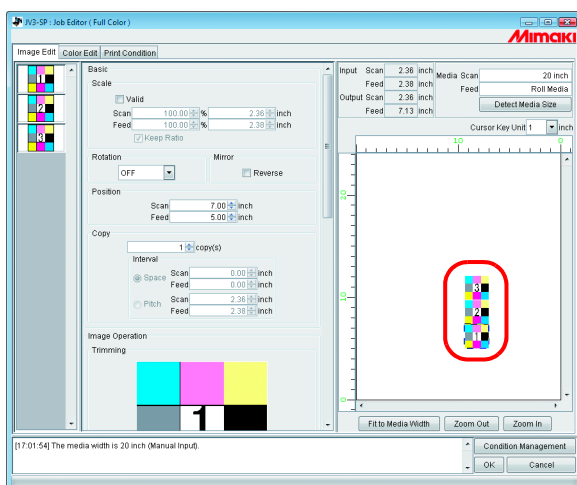 JV3-SP : Job Editor ( Full Color )
Mimaki
Image Edit Color Edit Print Condition
1
2
3
Basic
Scale
Valid
Scan 100.00 % 2.36 inch
Feed 100.00 % 2.38 inch
Keep Ratio
Rotation
OFF
Mirror
Reverse
Position
Scan 7.00 inch
Feed 5.00 inch
Copy
1 copy(s)
Interval
Space Scan 0.00 inch
Feed 0.00 inch
Pitch Scan 2.36 inch
Feed 2.38 inch
Image Operation
Trimming
1
Input Scan 2.36 inch
Feed 2.38 inch
Output Scan 2.36 inch
Feed 7.13 inch
Media Scan 20 inch
Feed Roll Media
Detect Media Size
Cursor Key Unit 1 inch
10 0
20
10
0
3
2
1
Fit to Media Width Zoom Out Zoom In
[17:01:54] The media width is 20 inch (Manual Input).
Condition Management
OK Cancel